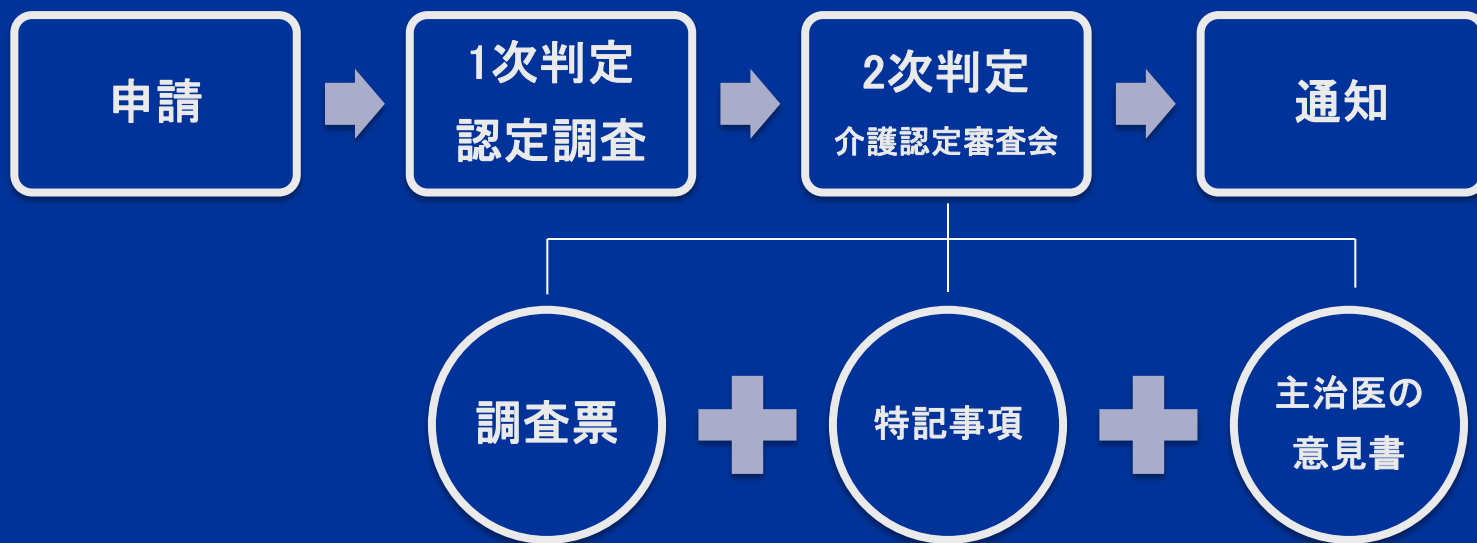 申請
1次判定
認定調査
2次判定
介護認定審査会
通知
調査票
特記事項
主治医の
意見書